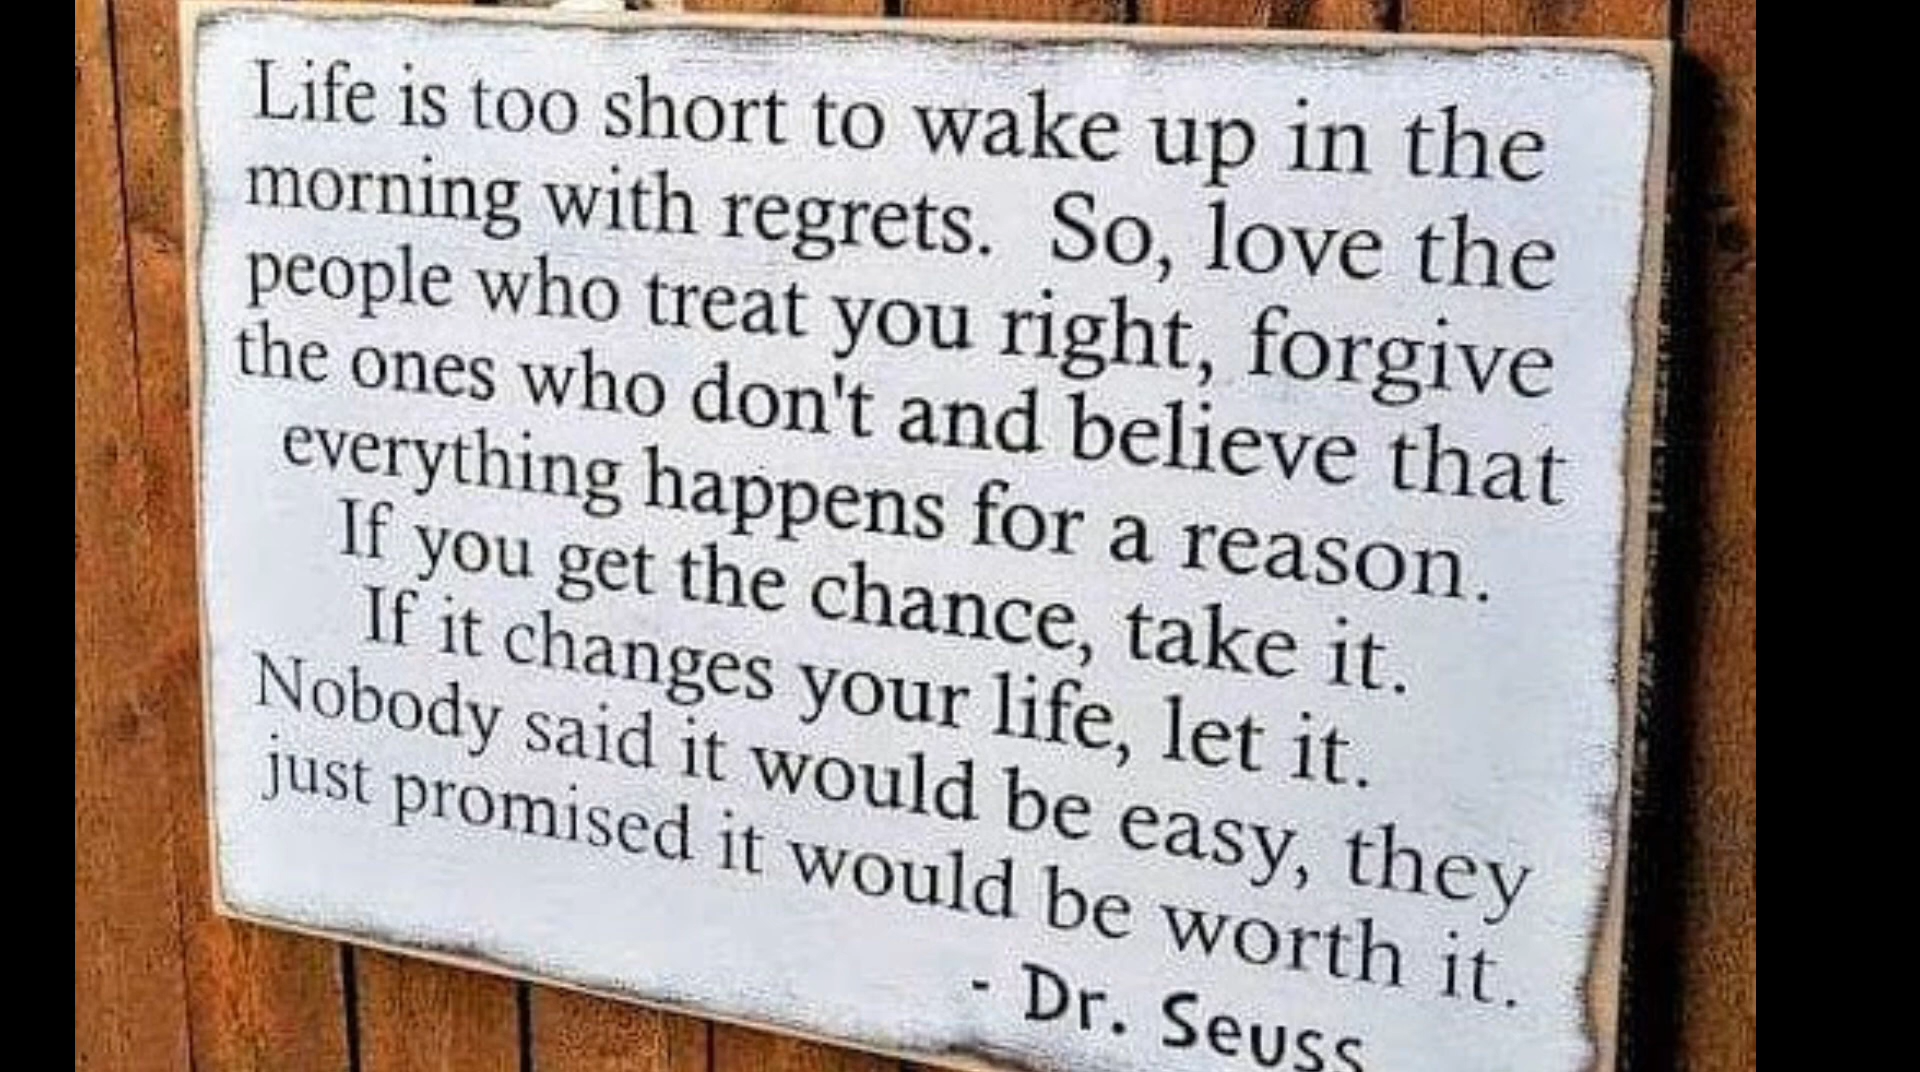 Life is too short to wake up in the
morning with regrets. So, love the
people who treat you right, forgive
the ones who don't and believe that
everything happens for a reason.
If you get the chance, take it.
If it changes your life, let it.
Nobody said it would be easy, they
just promised it would be worth it.
- Dr. Seuss